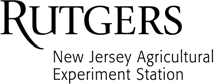 RUTGERS
New Jersey Agricultural
Experiment Station